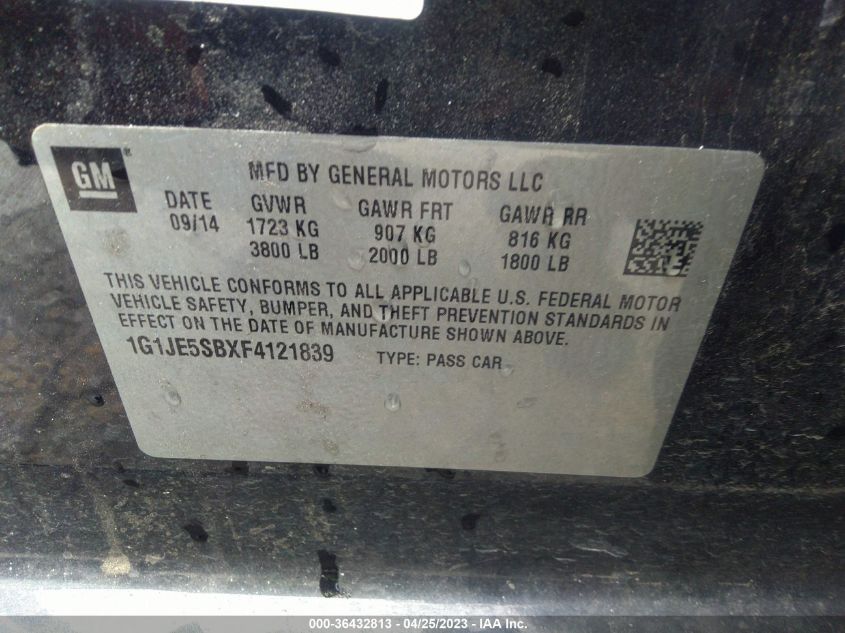 GM ®
MFD BY GENERAL MOTORS LLC
DATE GVWR GAWR FRT GAWR RR
09/14 1723 KG 907 KG 816 KG
3800 LB 2000 LB 1800 LB
THIS VEHICLE CONFORMS TO ALL APPLICABLE U.S. FEDERAL MOTOR
VEHICLE SAFETY, BUMPER, AND THEFT PREVENTION STANDARDS IN
EFFECT ON THE DATE OF MANUFACTURE SHOWN ABOVE.
1G1JE5SBXF4121839 TYPE: PASS CAR
000-36432813 - 04/25/2023 - IAA Inc.